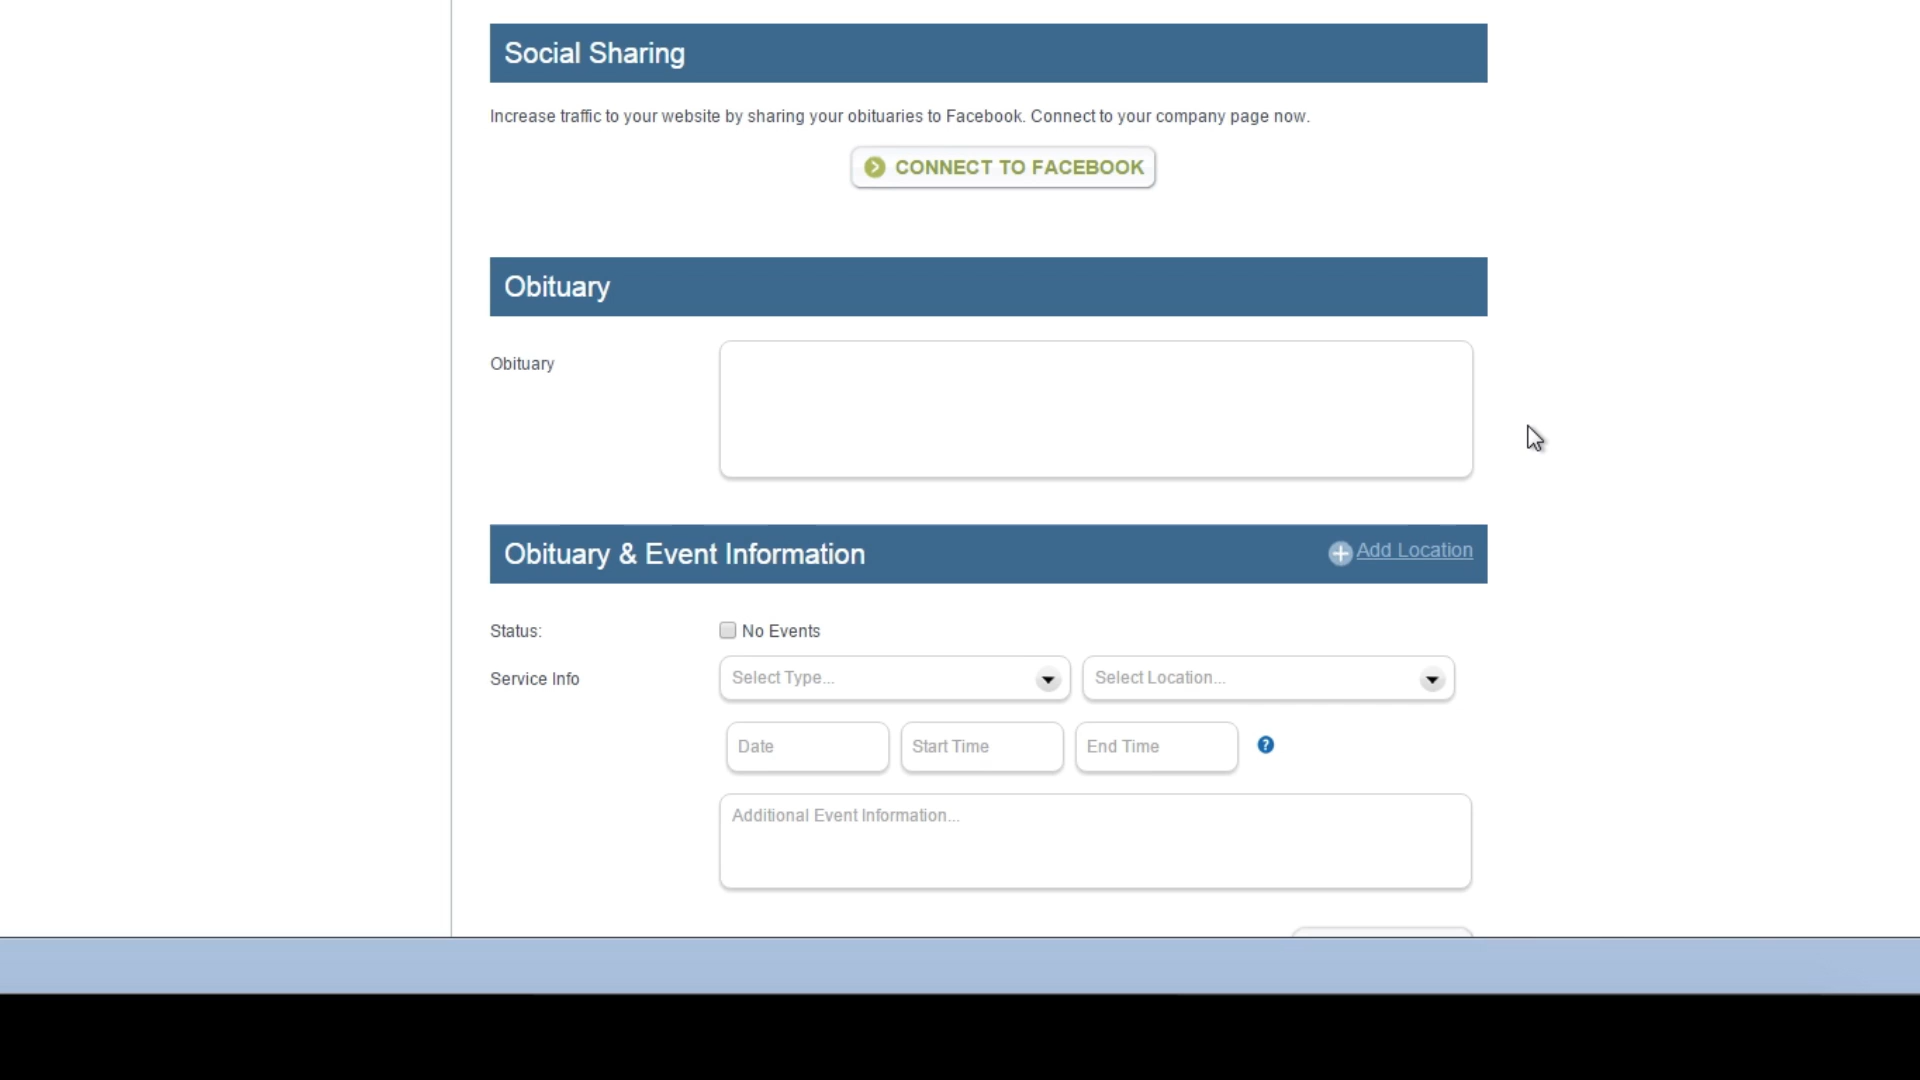 Social Sharing
Increase traffic to your website by sharing your obituaries to Facebook. Connect to your company page now.
CONNECT TO FACEBOOK
Obituary
Obituary
Obituary & Event Information
Add Location
Status:
No Events
Service Info
Select Type...
Select Location...
Date
Start Time
End Time
?
Additional Event Information...